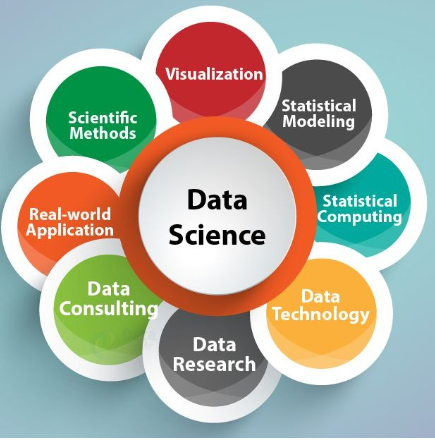 Visualization
Statistical
Modeling
Statistical
Computing
Data
Technology
Data
Research
Data
Consulting
Real-world
Application
Scientific
Methods
Data
Science